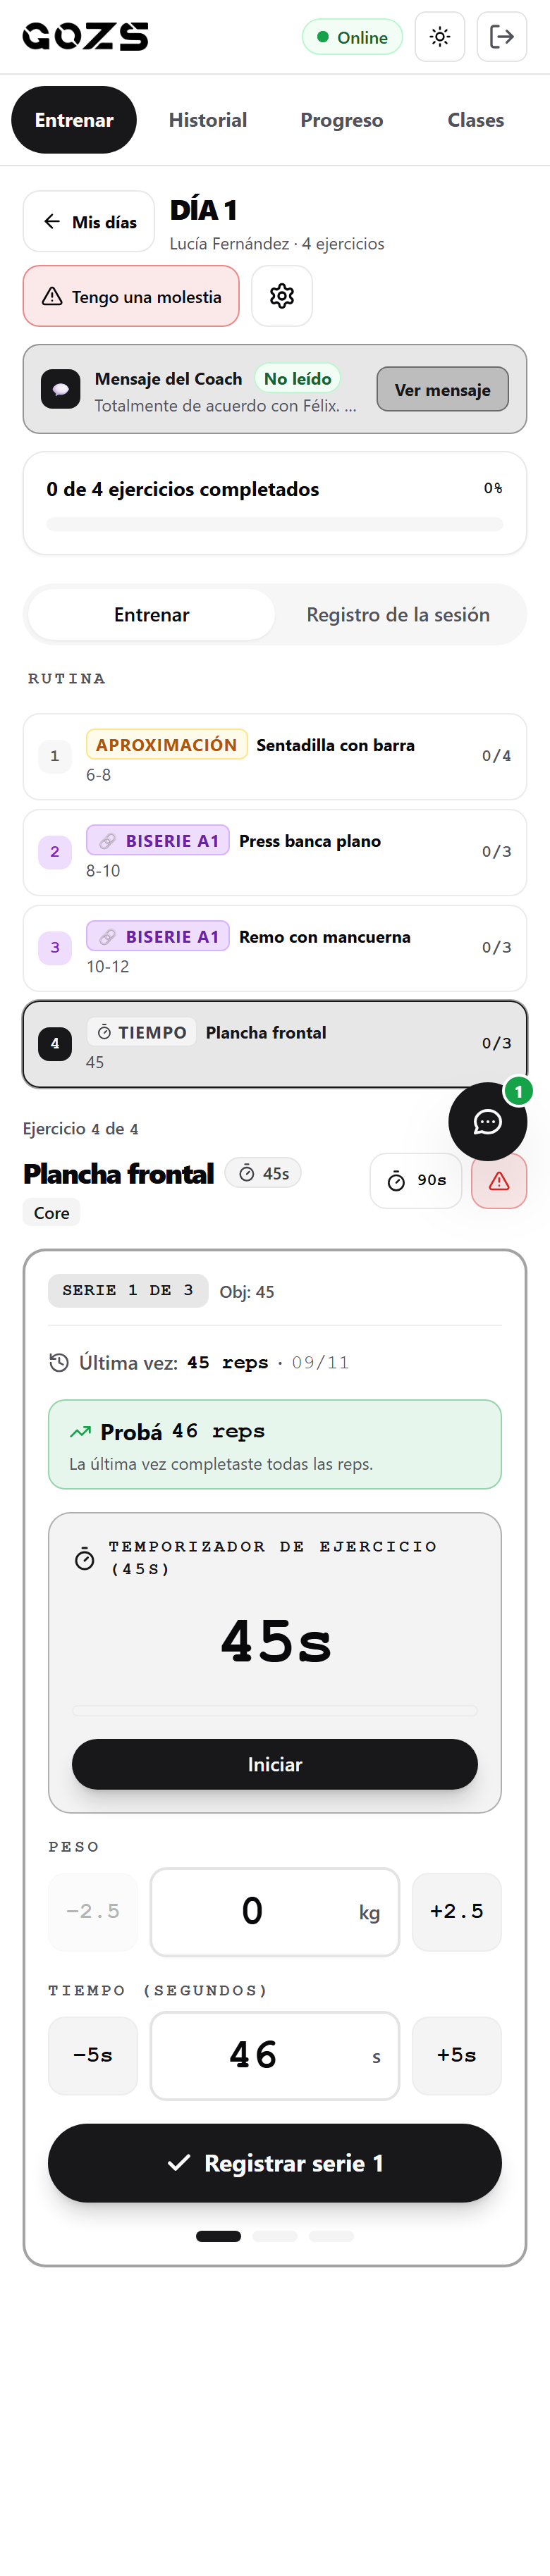 GOZS
Online
Entrenar
Historial
Progreso
Clases
Mis días
DÍA 1
Lucía Fernández · 4 ejercicios
Tengo una molestia
Mensaje del Coach
No leído
Totalmente de acuerdo con Félix. ...
Ver mensaje
0 de 4 ejercicios completados
0%
Entrenar
Registro de la sesión
RUTINA
1
APROXIMACIÓN
Sentadilla con barra
6-8
0/4
2
BISERIE A1
Press banca plano
8-10
0/3
3
BISERIE A1
Remo con mancuerna
10-12
0/3
4
TIEMPO
Plancha frontal
45
0/3
1
Ejercicio 4 de 4
Plancha frontal
45s
90s
Core
SERIE 1 DE 3
Obj: 45
Última vez: 45 reps · 09/11
Probá 46 reps
La última vez completaste todas las reps.
TEMPORIZADOR DE EJERCICIO
(45S)
45s
Iniciar
PESO
−2.5
0
kg
+2.5
TIEMPO (SEGUNDOS)
−5s
46
s
+5s
Registrar serie 1